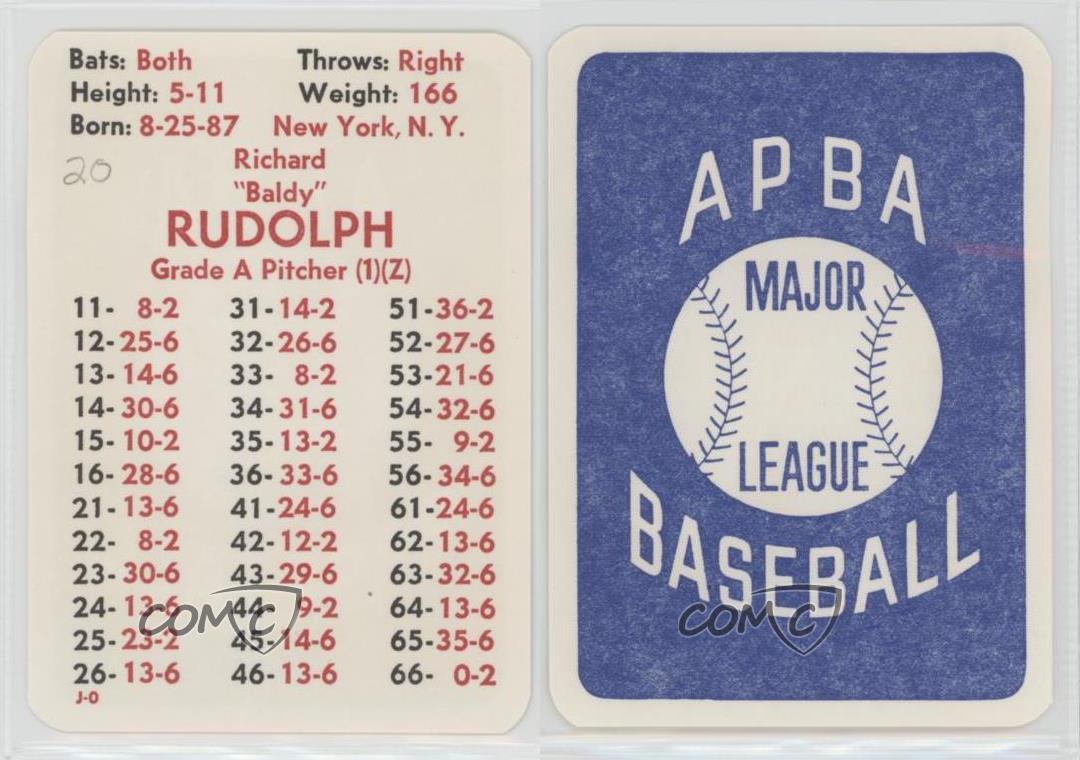 Bats: Both Throws: Right
Height: 5-11 Weight: 166
Born: 8-25-87 New York, N. Y.
20
Richard
"Baldy"
RUDOLPH
Grade A Pitcher (1)(Z)
11- 8-2 31-14-2 51-36-2
12-25-6 32-26-6 52-27-6
13-14-6 33- 8-2 53-21-6
14-30-6 34-31-6 54-32-6
15-10-2 35-13-2 55- 9-2
16-28-6 36-33-6 56-34-6
21-13-6 41-24-6 61-24-6
22- 8-2 42-12-2 62-13-6
23-30-6 43-29-6 63-32-6
24-13-6 44- 9-2 64-13-6
25-23-2 45-14-6 65-35-6
26-13-6 46-13-6 66- 0-2
J-0
COMC
APBA
MAJOR
LEAGUE
BASEBALL
COMC